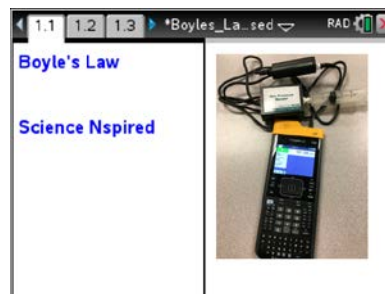 1.1 1.2 1.3 *Boyles_La…sed RAD
Boyle's Law
Science Nspired